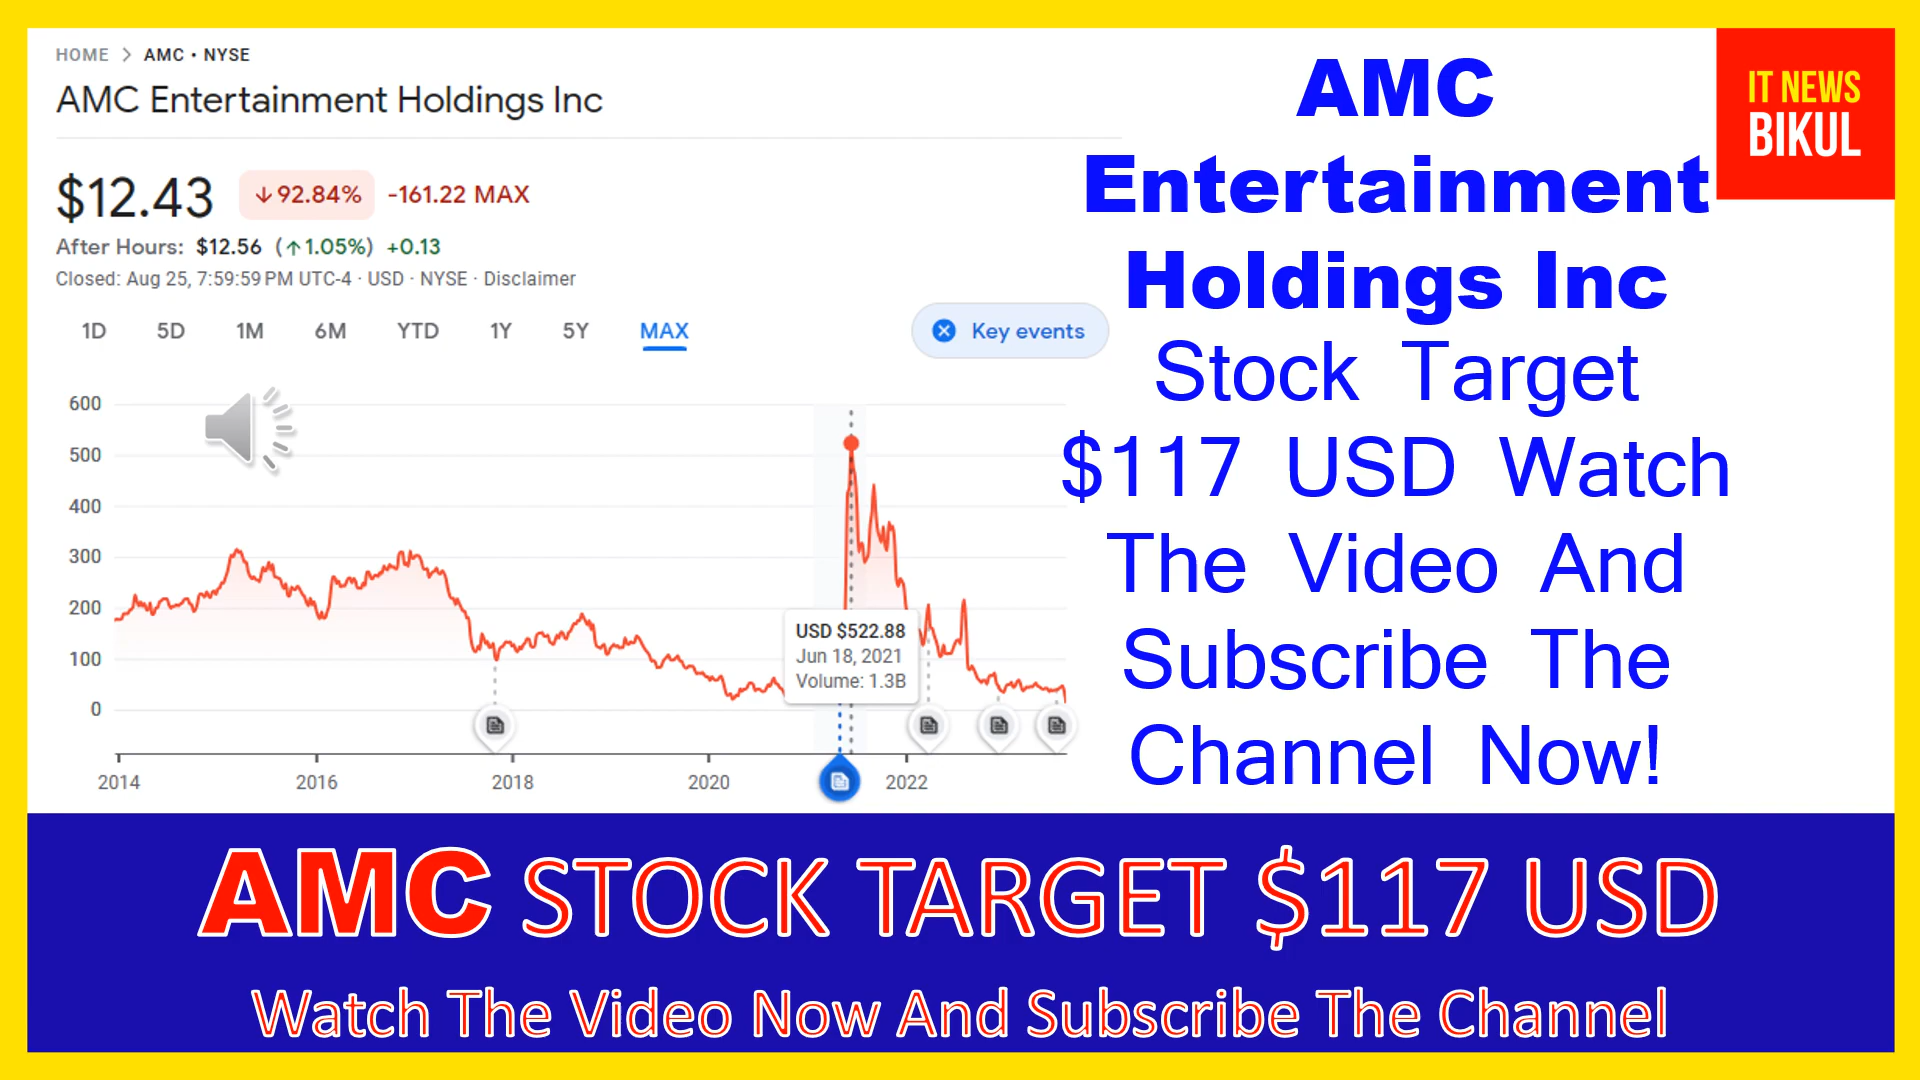 HOME > AMC • NYSE
AMC Entertainment Holdings Inc
$12.43 ↓92.84% -161.22 MAX
After Hours: $12.56 (↑1.05%) +0.13
Closed: Aug 25, 7:59:59 PM UTC-4 · USD · NYSE · Disclaimer
1D 5D 1M 6M YTD 1Y 5Y MAX
Key events
600
500
400
300
200
100
0
USD $522.88
Jun 18, 2021
Volume: 1.3B
2014 2016 2018 2020 2022
AMC
Entertainment
Holdings Inc
Stock Target
$117 USD Watch
The Video And
Subscribe The
Channel Now!
IT NEWS
BIKUL
AMC STOCK TARGET $117 USD
Watch The Video Now And Subscribe The Channel